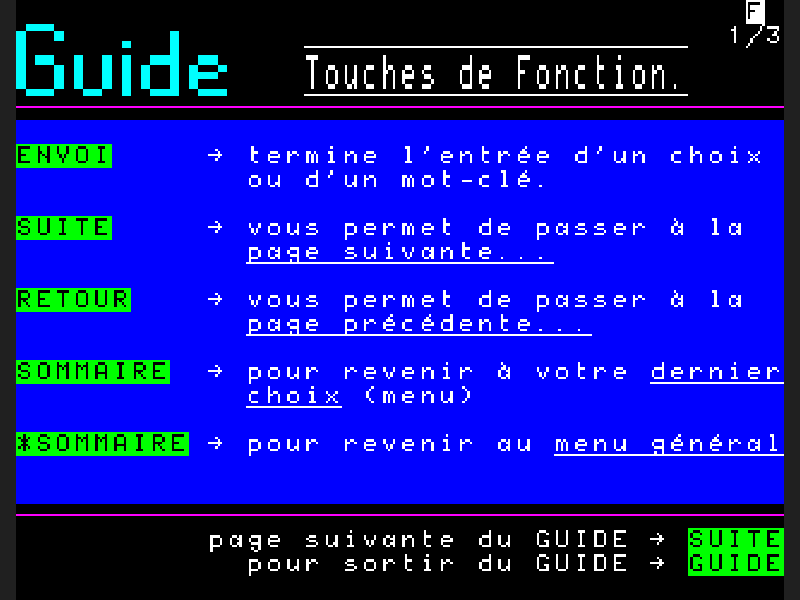 F
1/3
Guide
Touches de Fonction.
ENVOI → termine l'entrée d'un choix
ou d'un mot-clé.
SUITE → vous permet de passer à la
page suivante...
RETOUR → vous permet de passer à la
page précédente...
SOMMAIRE → pour revenir à votre dernier
choix (menu)
*SOMMAIRE → pour revenir au menu général
page suivante du GUIDE → SUITE
pour sortir du GUIDE → GUIDE